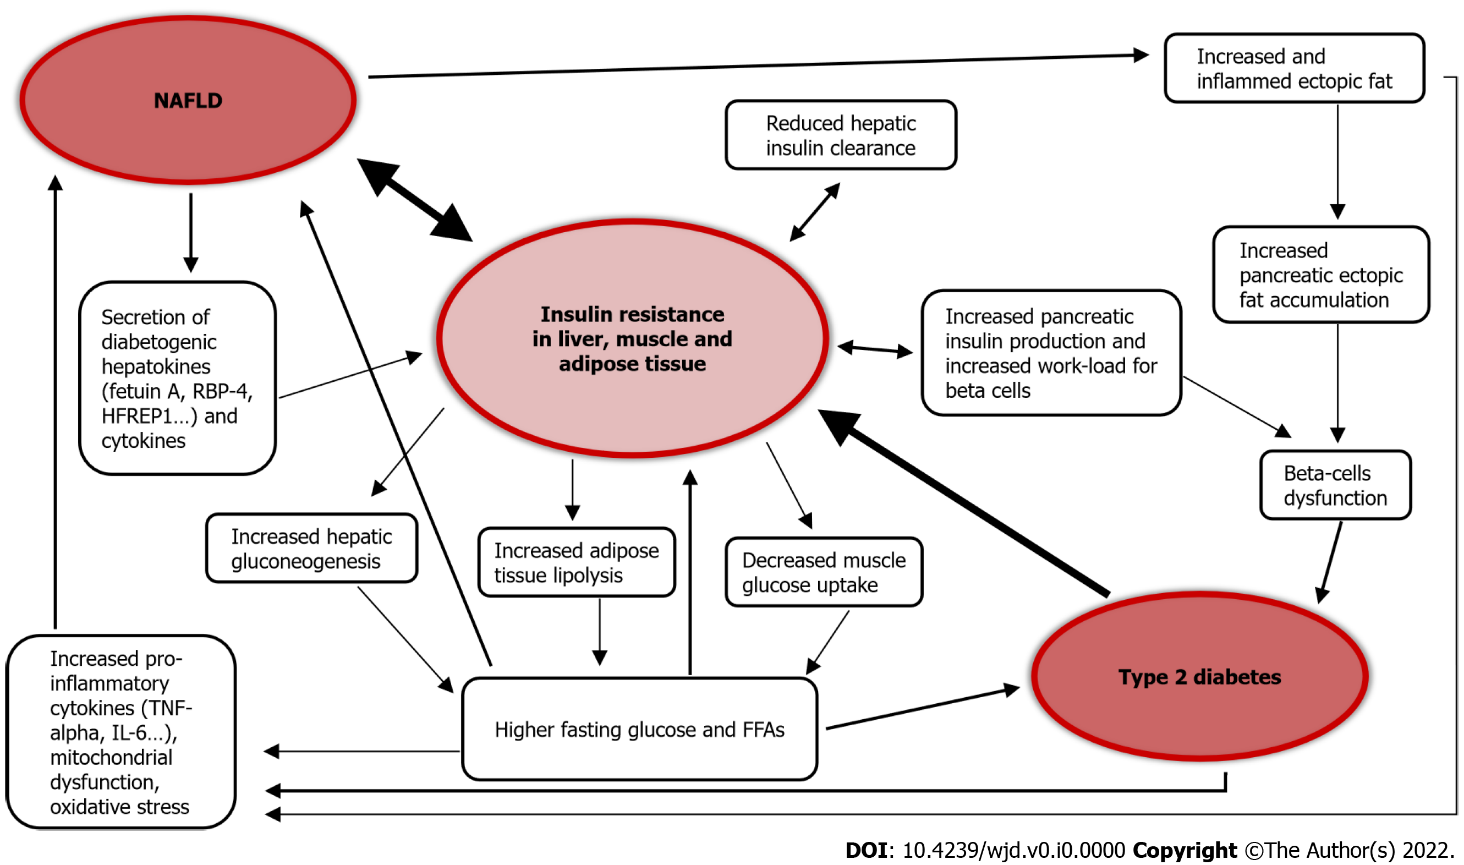 NAFLD
Increased and
inflammed ectopic fat
Reduced hepatic
insulin clearance
Increased
pancreatic ectopic
fat accumulation
Secretion of
diabetogenic
hepatokines
(fetuin A, RBP-4,
HFREP1...) and
cytokines
Insulin resistance
in liver, muscle and
adipose tissue
Increased pancreatic
insulin production and
increased work-load for
beta cells
Beta-cells
dysfunction
Increased hepatic
gluconeogenesis
Increased adipose
tissue lipolysis
Decreased muscle
glucose uptake
Increased pro-
inflammatory
cytokines (TNF-
alpha, IL-6...),
mitochondrial
dysfunction,
oxidative stress
Higher fasting glucose and FFAs
Type 2 diabetes
DOI: 10.4239/wjd.v0.i0.0000 Copyright ©The Author(s) 2022.